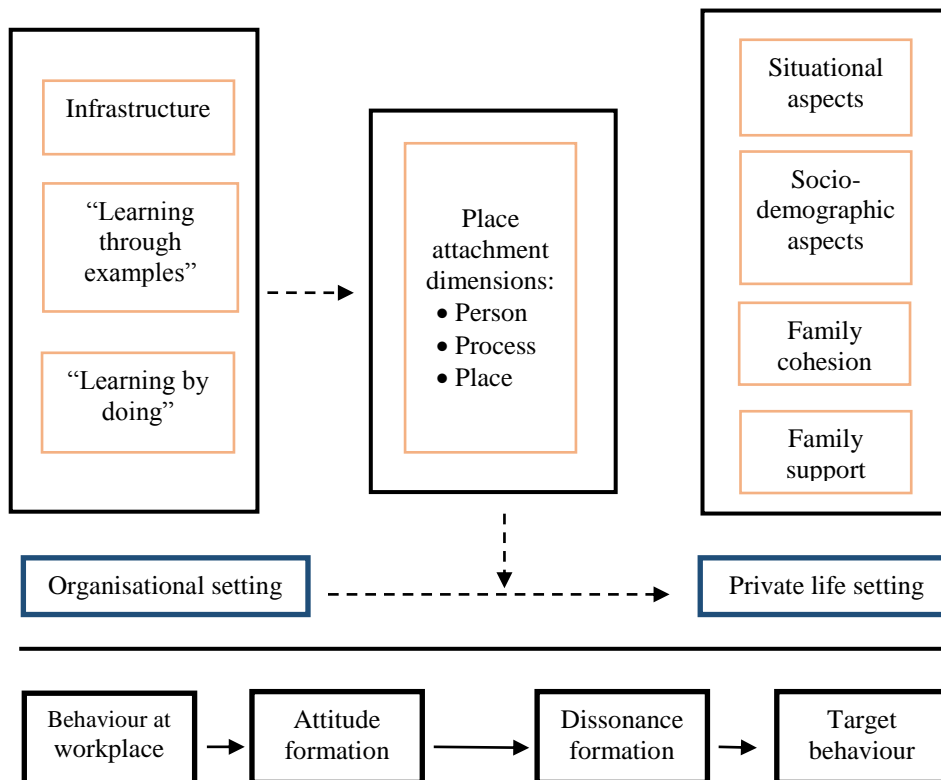 Infrastructure
“Learning
through
examples”
“Learning by
doing”
Place
attachment
dimensions:
• Person
• Process
• Place
Situational
aspects
Socio-
demographic
aspects
Family
cohesion
Family
support
Organisational setting
Private life setting
Behaviour at
workplace
Attitude
formation
Dissonance
formation
Target
behaviour